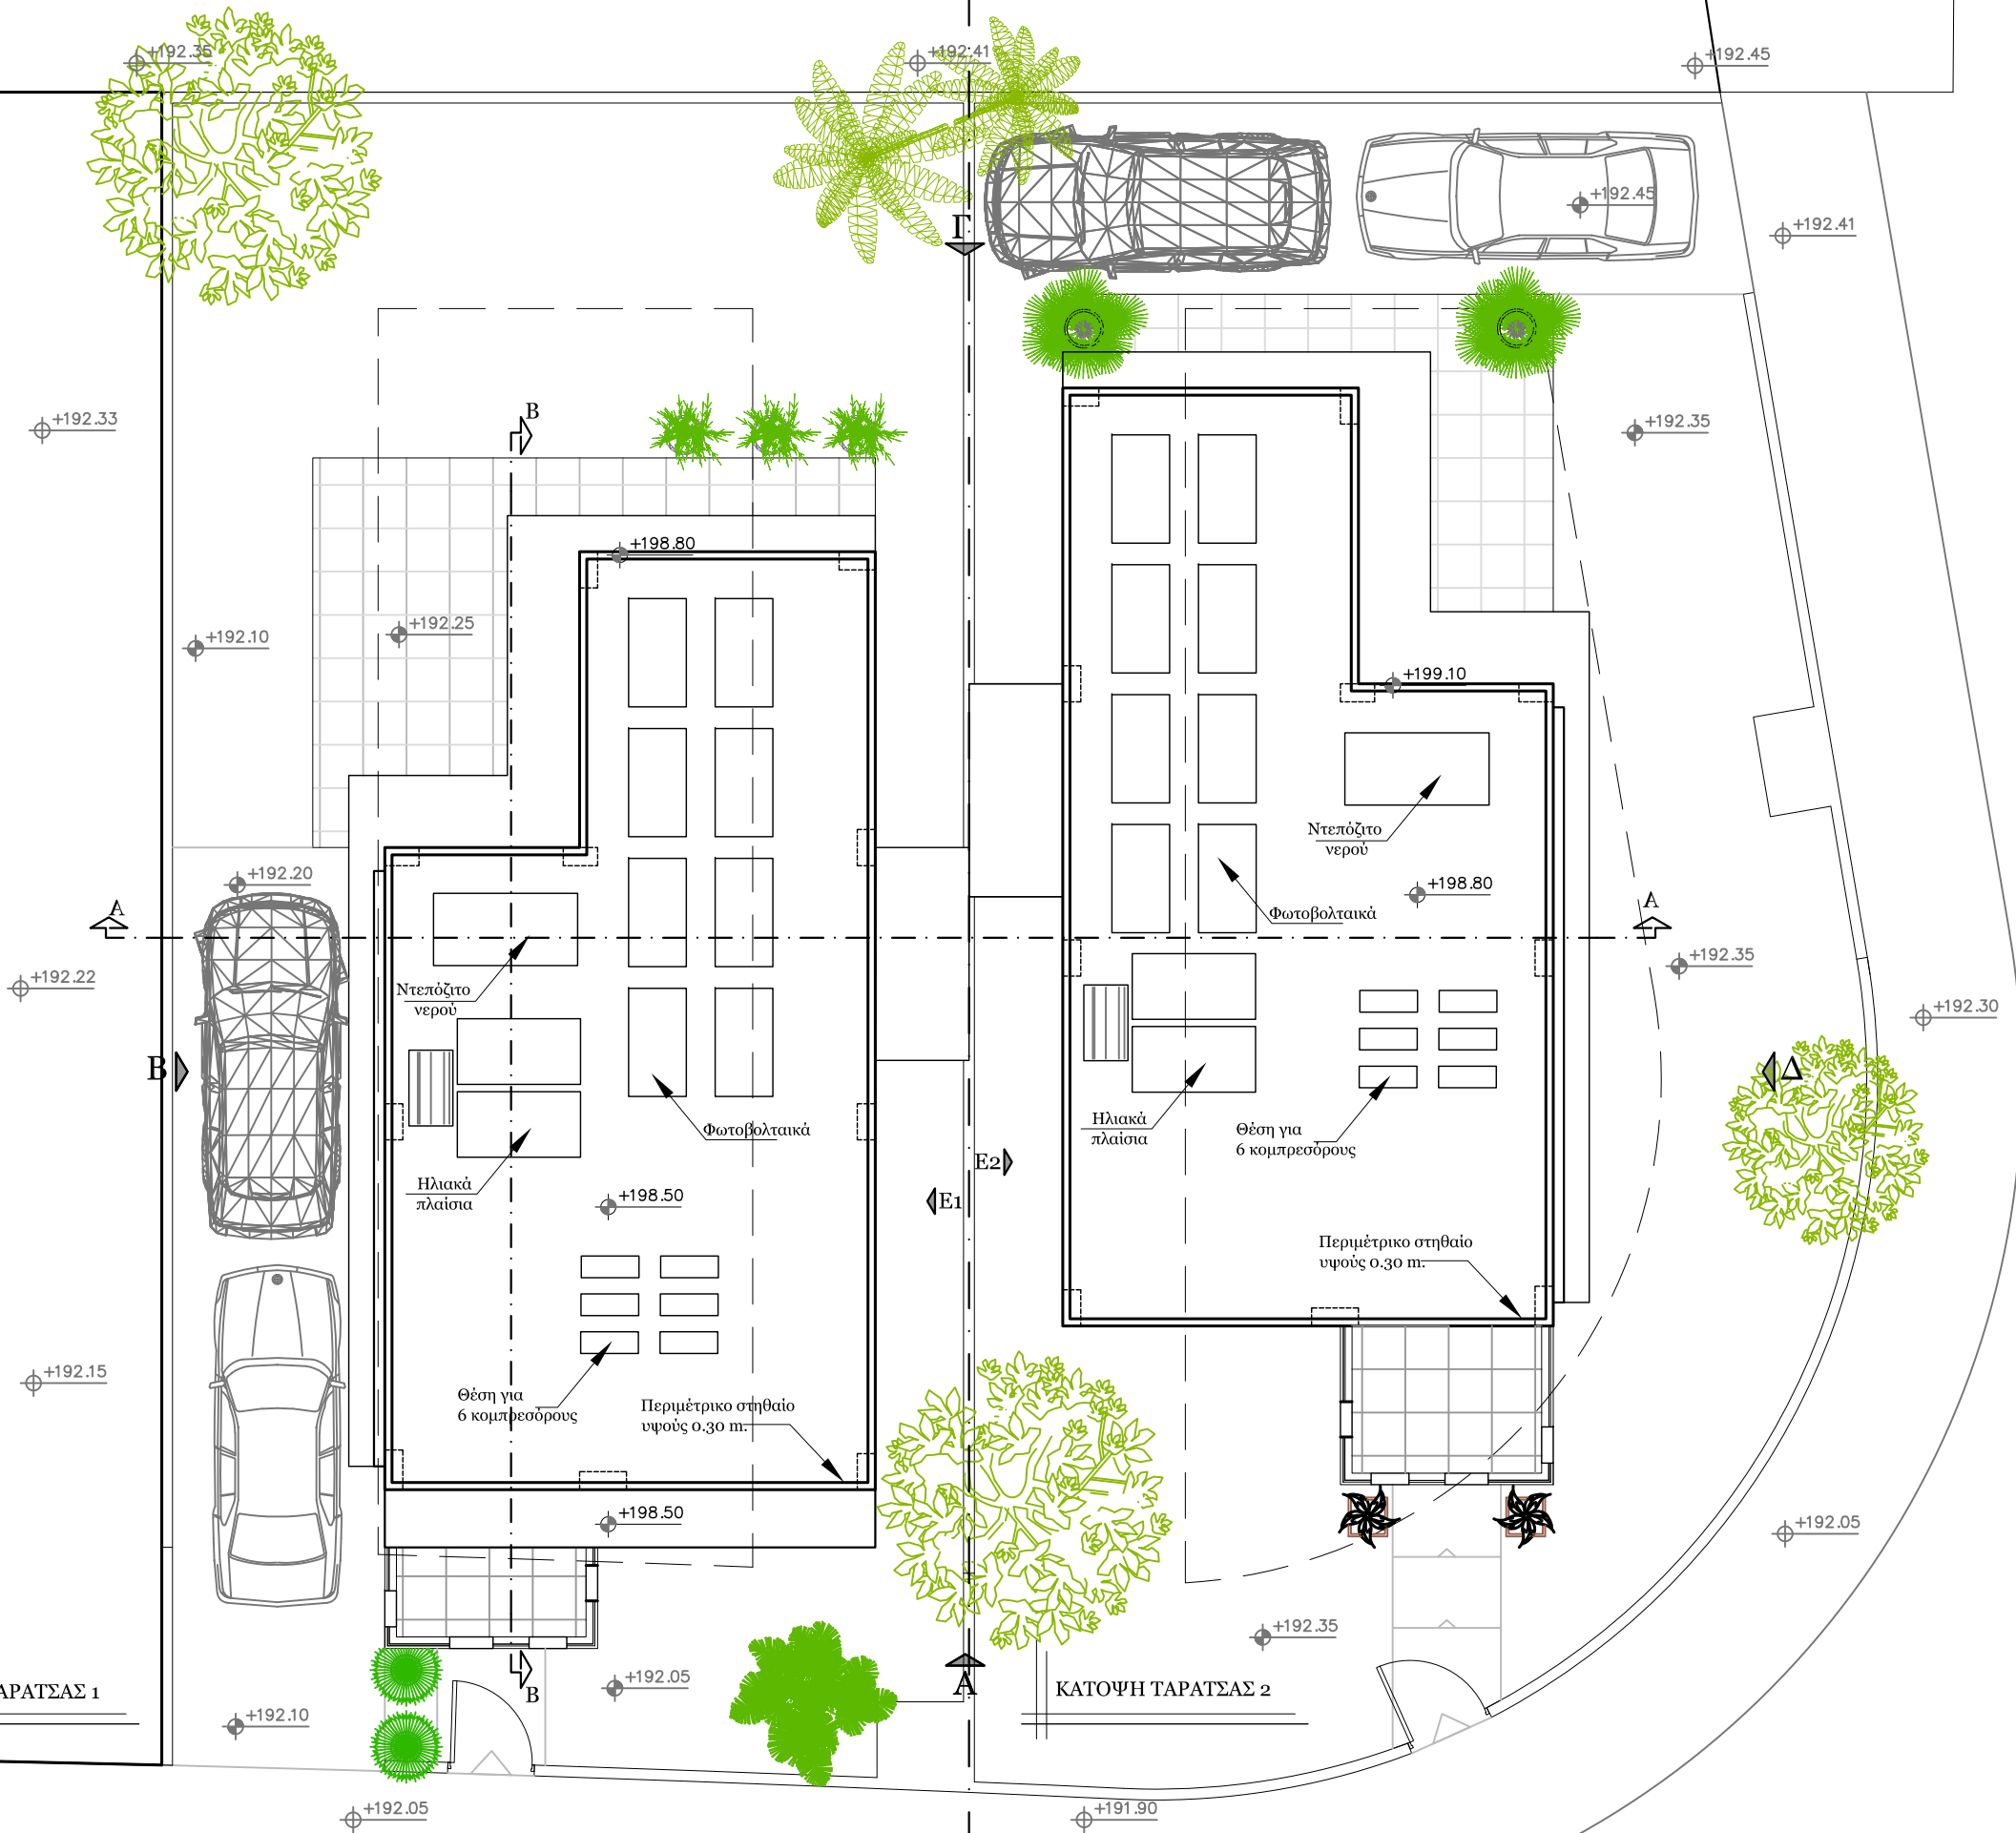 +192.35
+192.41
+192.45
+192.45
+192.41
Γ
+192.33
B
+192.35
+198.80
+192.10
+192.25
+199.10
Ντεπόζιτο
νερού
+192.20
+198.80
A
A
Φωτοβολταικά
+192.22
Ντεπόζιτο
νερού
+192.35
+192.30
B
Δ
Φωτοβολταικά
Ηλιακά
πλαίσια
Θέση για
6 κομπρεσόρους
E2
Ηλιακά
πλαίσια
+198.50
E1
Περιμέτρικο στηθαίο
υψούς 0.30 m.
+192.15
Θέση για
6 κομπρεσόρους
Περιμέτρικο στηθαίο
υψούς 0.30 m.
+198.50
+192.05
+192.35
+192.05
B
A
ΑΡΑΤΣΑΣ 1
ΚΑΤΟΨΗ ΤΑΡΑΤΣΑΣ 2
+192.10
+192.05
+191.90